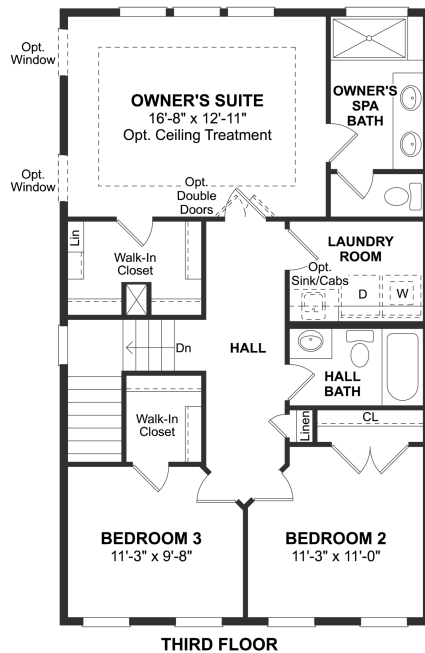 Opt.
Window
OWNER'S SUITE
16'-8" x 12'-11"
Opt. Ceiling Treatment
OWNER'S
SPA
BATH
Opt.
Window
Opt.
Double
Doors
Lin
Walk-In
Closet
LAUNDRY
ROOM
Opt.
Sink/Cabs
D
W
Dn
HALL
HALL
BATH
Walk-In
Closet
Linen
CL
BEDROOM 3
11'-3" x 9'-8"
BEDROOM 2
11'-3" x 11'-0"
THIRD FLOOR